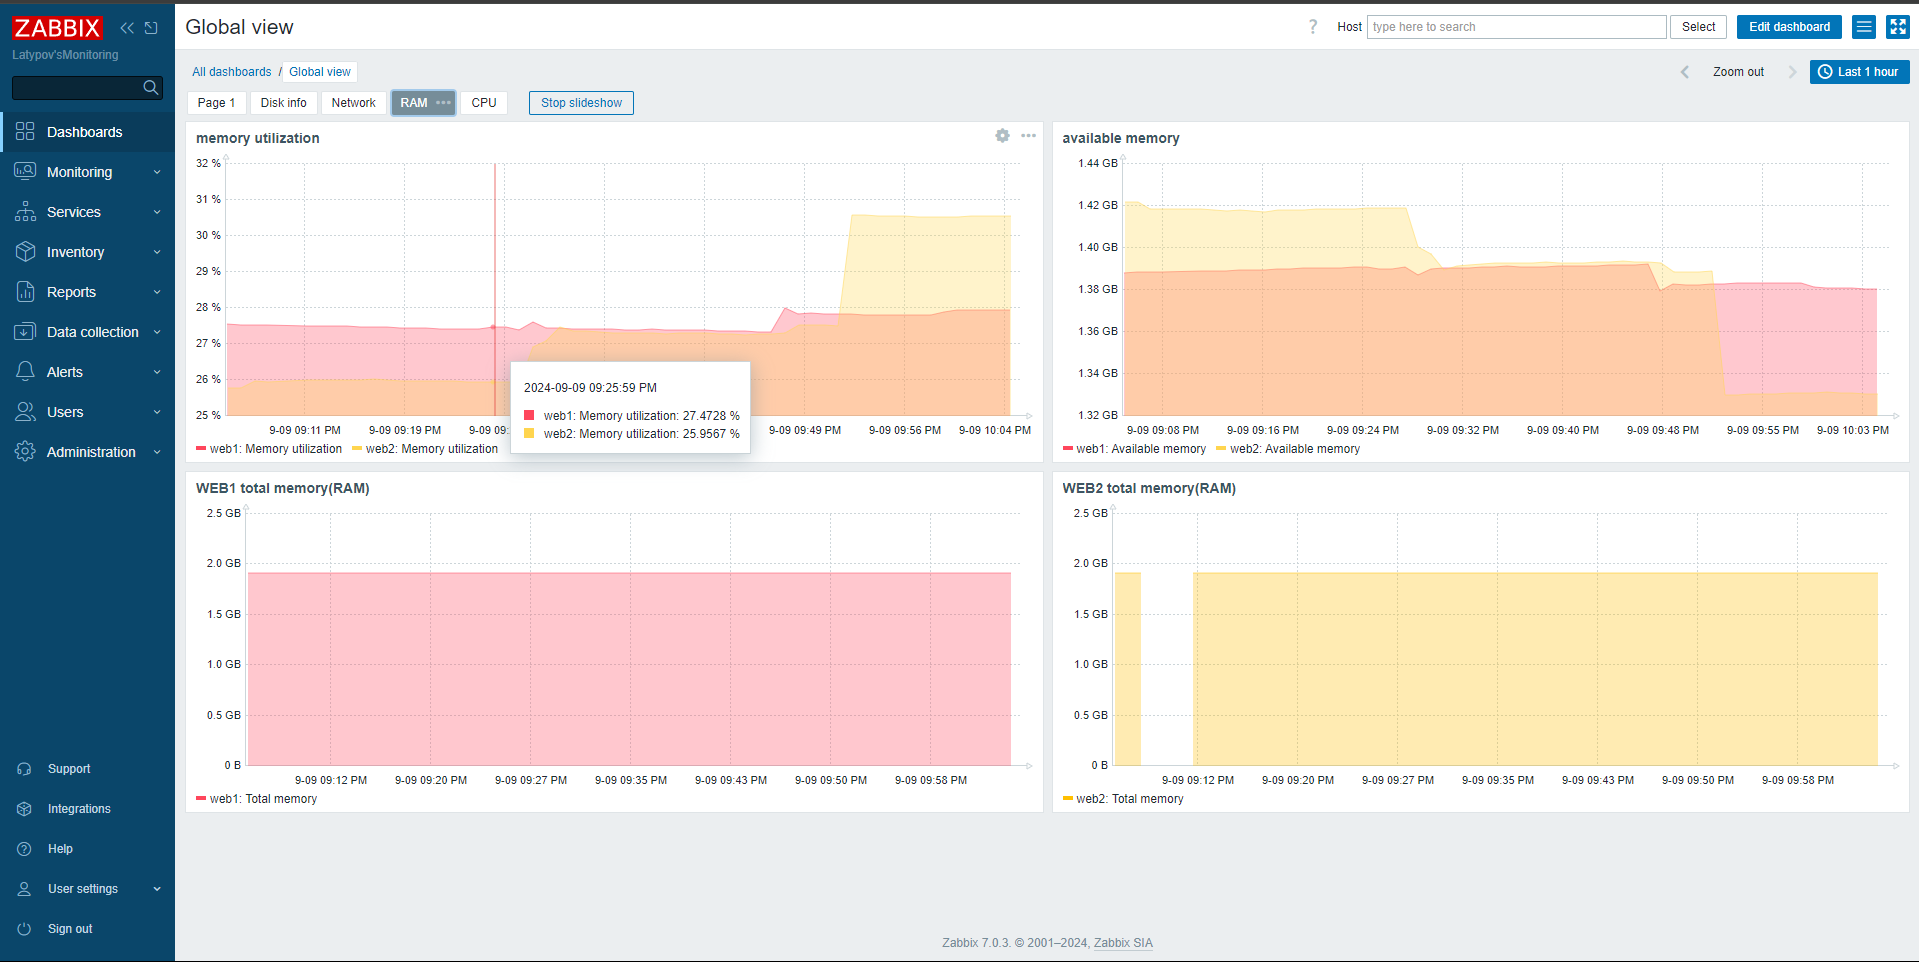 ZABBIX
Latypov'sMonitoring
Dashboards
Monitoring
Services
Inventory
Reports
Data collection
Alerts
Users
Administration
Support
Integrations
Help
User settings
Sign out
Global view
? Host type here to search Select Edit dashboard
All dashboards / Global view
Zoom out Last 1 hour
Page 1 Disk info Network RAM CPU Stop slideshow
memory utilization
32 %
31 %
30 %
29 %
28 %
27 %
26 %
25 %
9-09 09:11 PM 9-09 09:19 PM 9-09 09: 9-09 09:49 PM 9-09 09:56 PM 9-09 10:04 PM
web1: Memory utilization web2: Memory utilization
2024-09-09 09:25:59 PM
web1: Memory utilization: 27.4728 %
web2: Memory utilization: 25.9567 %
available memory
1.44 GB
1.42 GB
1.40 GB
1.38 GB
1.36 GB
1.34 GB
1.32 GB
9-09 09:08 PM 9-09 09:16 PM 9-09 09:24 PM 9-09 09:32 PM 9-09 09:40 PM 9-09 09:48 PM 9-09 09:55 PM 9-09 10:03 PM
web1: Available memory web2: Available memory
WEB1 total memory(RAM)
2.5 GB
2.0 GB
1.5 GB
1.0 GB
0.5 GB
0 B
9-09 09:12 PM 9-09 09:20 PM 9-09 09:27 PM 9-09 09:35 PM 9-09 09:43 PM 9-09 09:50 PM 9-09 09:58 PM
web1: Total memory
WEB2 total memory(RAM)
2.5 GB
2.0 GB
1.5 GB
1.0 GB
0.5 GB
0 B
9-09 09:12 PM 9-09 09:20 PM 9-09 09:27 PM 9-09 09:35 PM 9-09 09:43 PM 9-09 09:50 PM 9-09 09:58 PM
web2: Total memory
Zabbix 7.0.3. © 2001–2024, Zabbix SIA